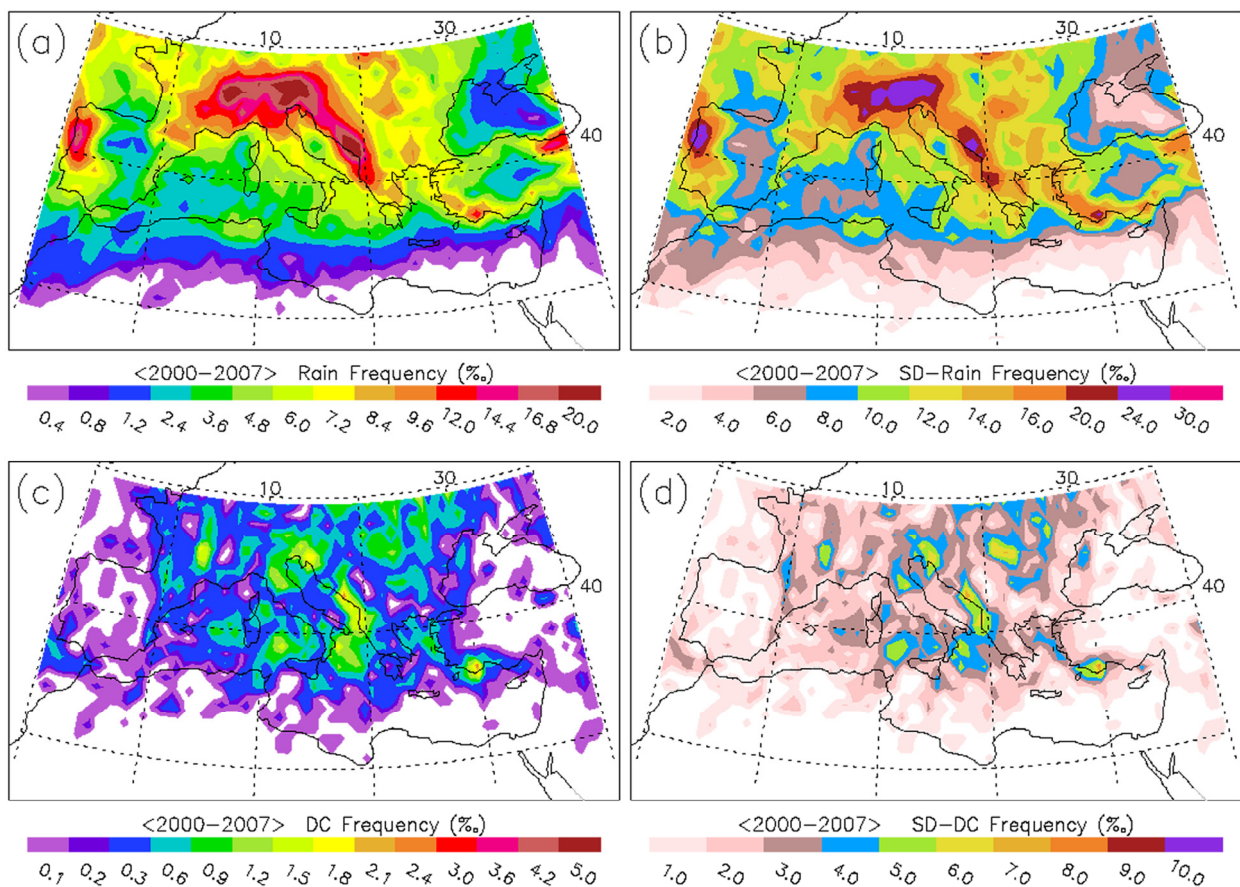 (a)
10
30
40
<2000-2007> Rain Frequency (‰)
0.4 0.8 1.2 2.4 3.6 4.8 6.0 7.2 8.4 9.6 12.0 14.4 16.8 20.0
(b)
10
30
40
<2000-2007> SD-Rain Frequency (‰)
2.0 4.0 6.0 8.0 10.0 12.0 14.0 16.0 20.0 24.0 30.0
(c)
10
30
40
<2000-2007> DC Frequency (‰)
0.1 0.2 0.3 0.6 0.9 1.2 1.5 1.8 2.1 2.4 3.0 3.6 4.2 5.0
(d)
10
30
40
<2000-2007> SD-DC Frequency (‰)
1.0 2.0 3.0 4.0 5.0 6.0 7.0 8.0 9.0 10.0